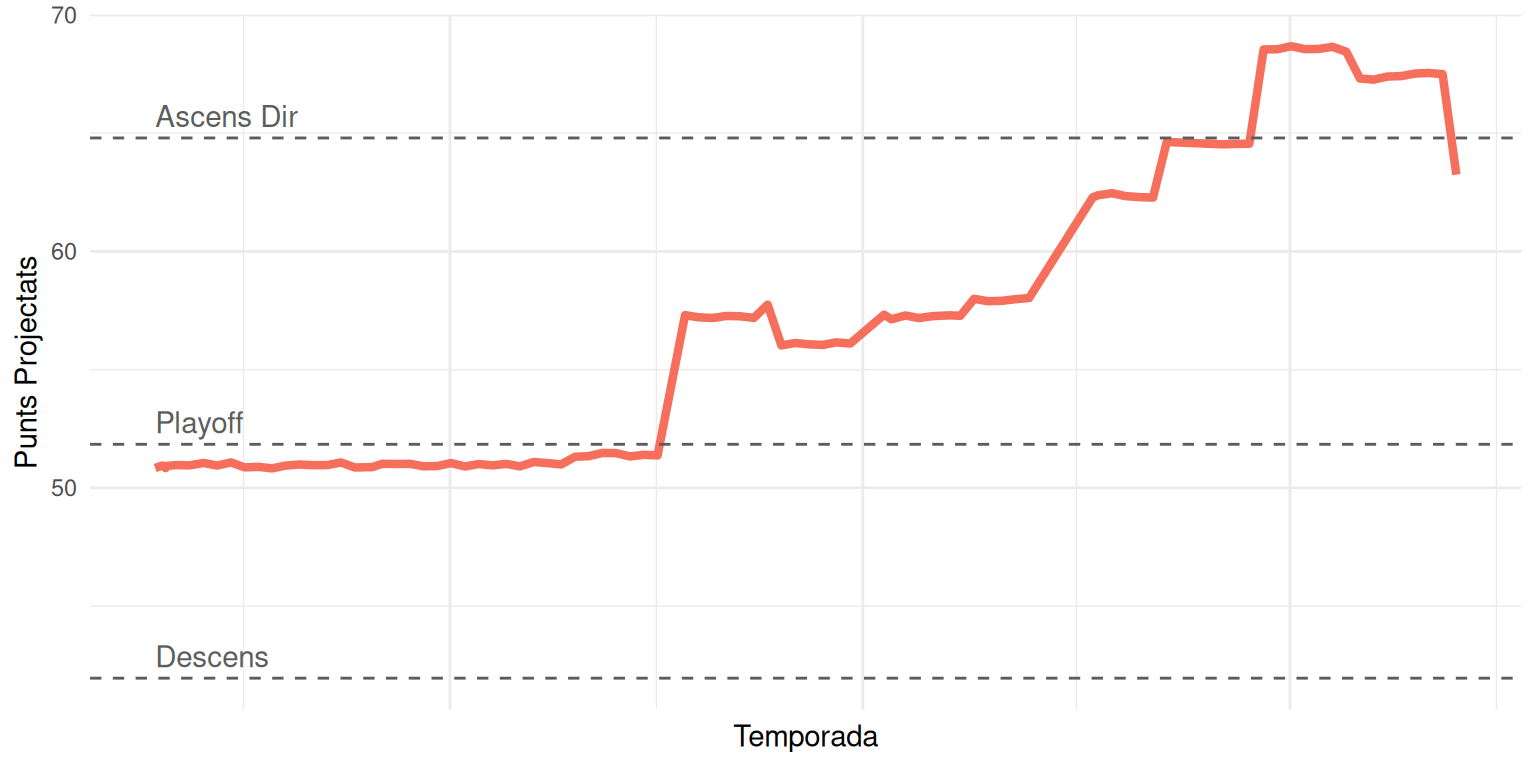 70
Ascens Dir
60
Punts Projectats
Playoff
50
Descens
Temporada